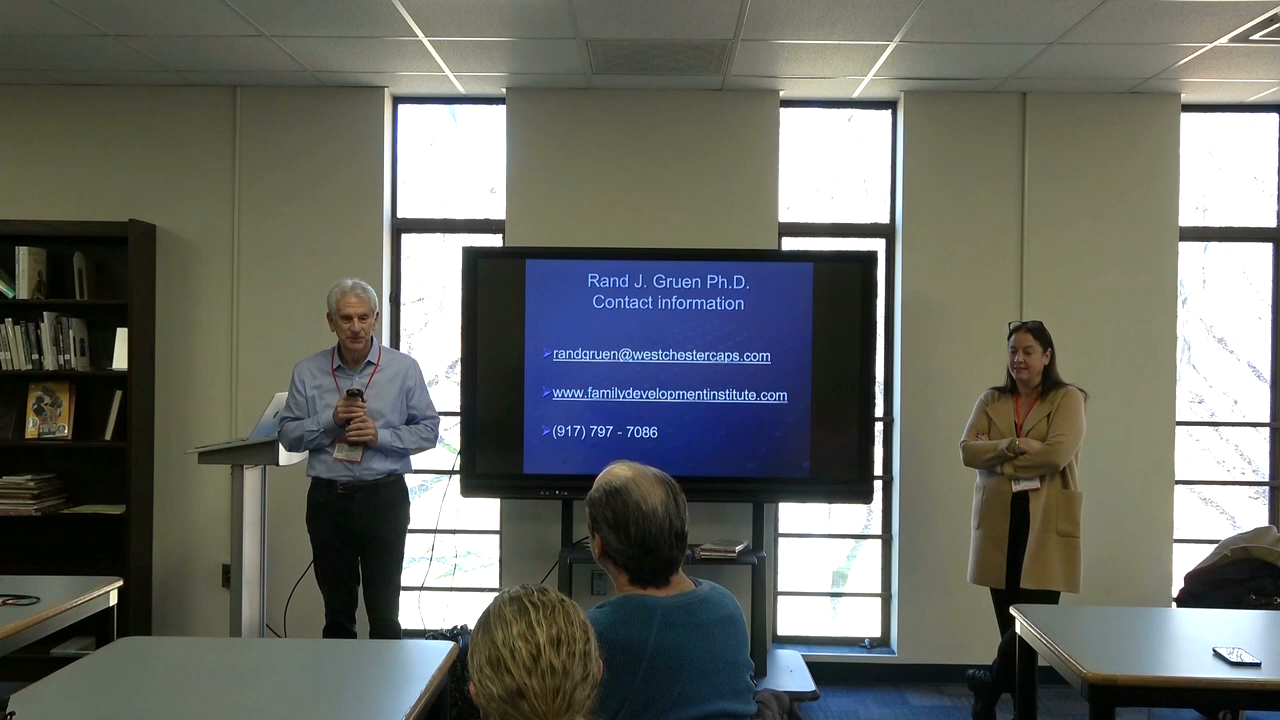 Rand J. Gruen Ph.D.
Contact information
randgruen@westchestercaps.com
www.familydevelopmentinstitute.com
(917) 797 - 7086